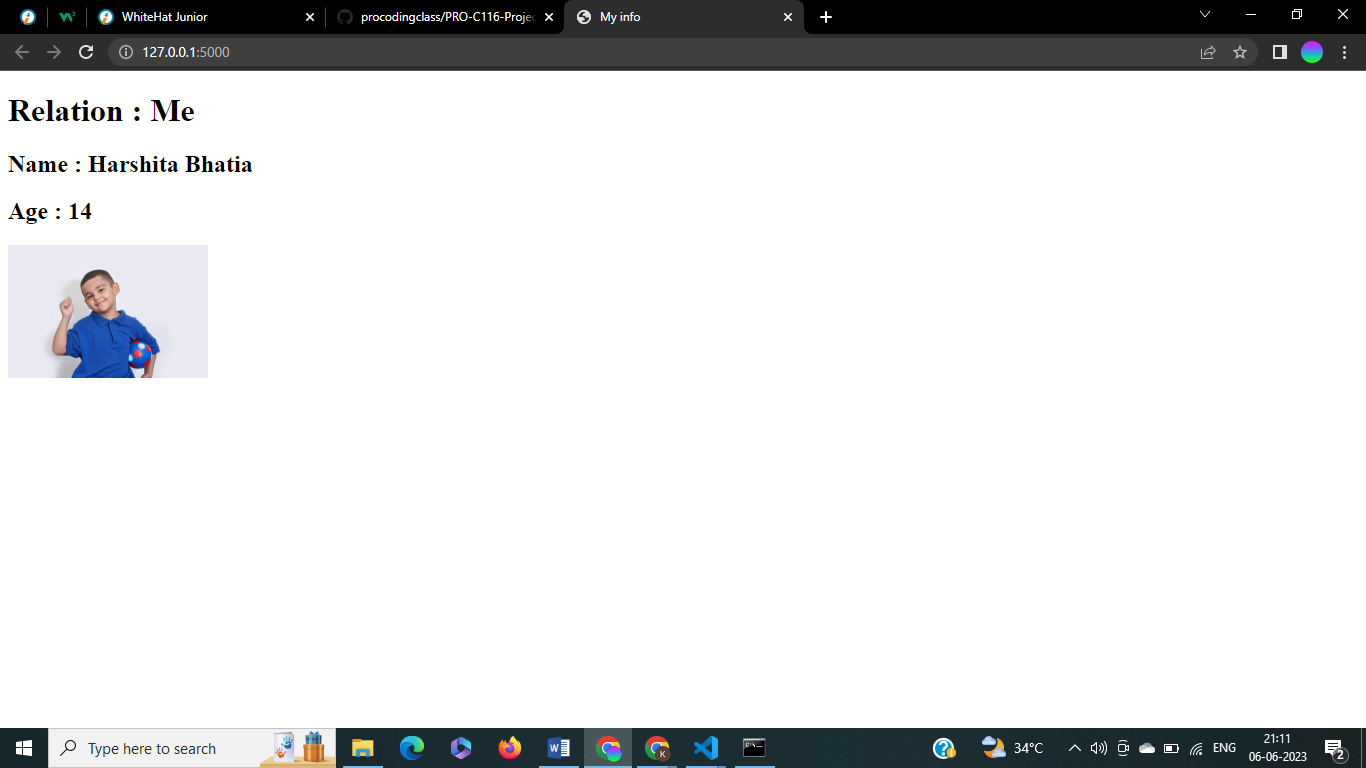 WhiteHat Junior
procodingclass/PRO-C116-Projec
My info
127.0.0.1:5000
Relation : Me
Name : Harshita Bhatia
Age : 14
Type here to search
34°C
ENG
21:11
06-06-2023
2